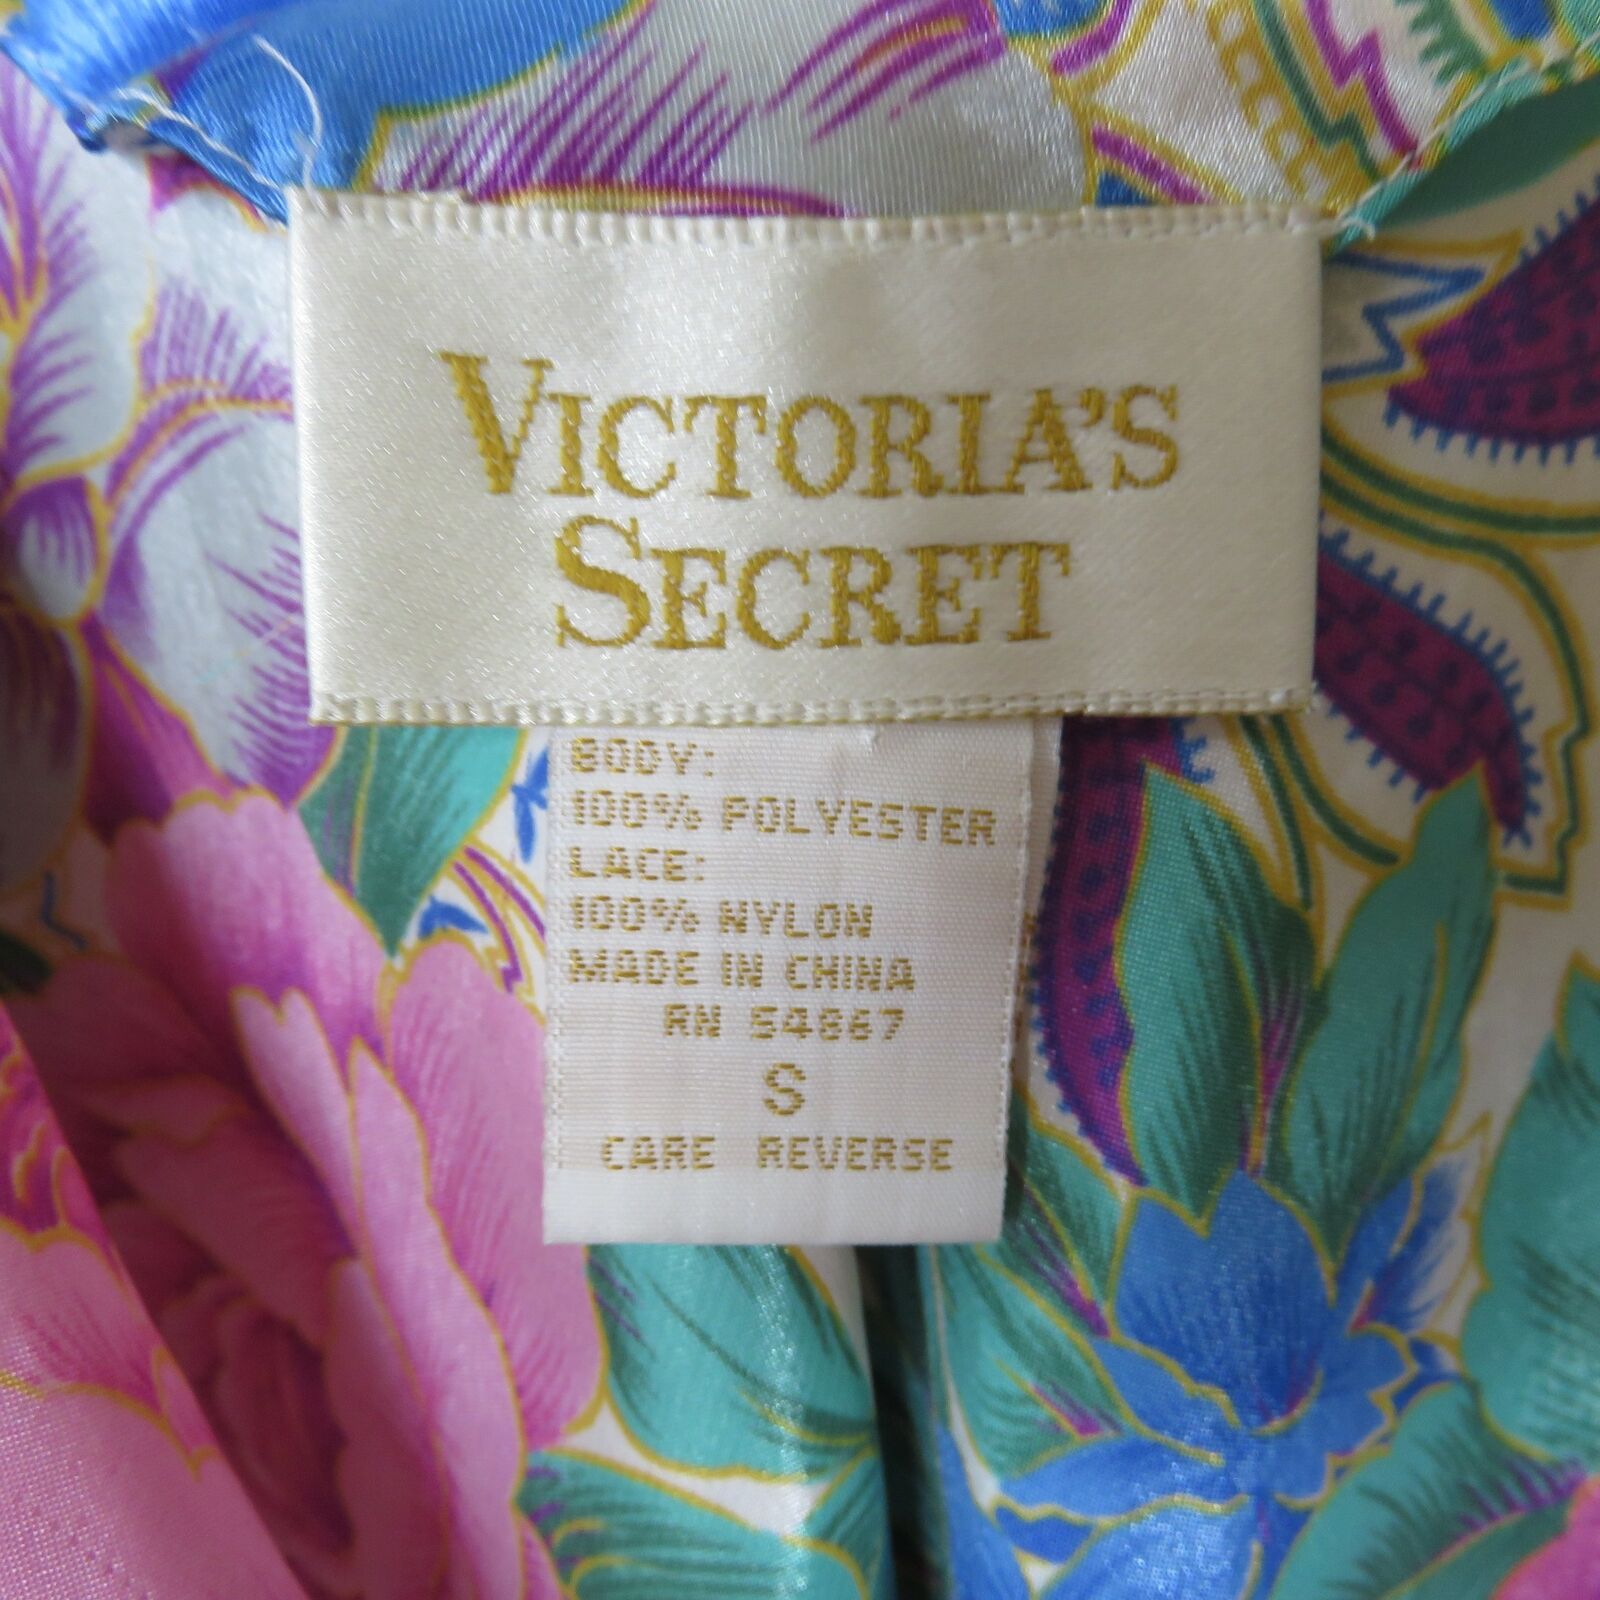 VICTORIA'S
SECRET
BODY:
100% POLYESTER
LACE:
100% NYLON
MADE IN CHINA
RN 54867
S
CARE REVERSE